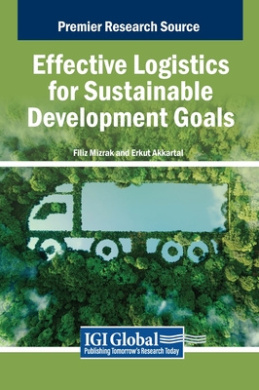 Premier Research Source
Effective Logistics
for Sustainable
Development Goals
Filiz Mizrak and Erkut Akkartal
IGI Global
Publishing Tomorrow's Research Today